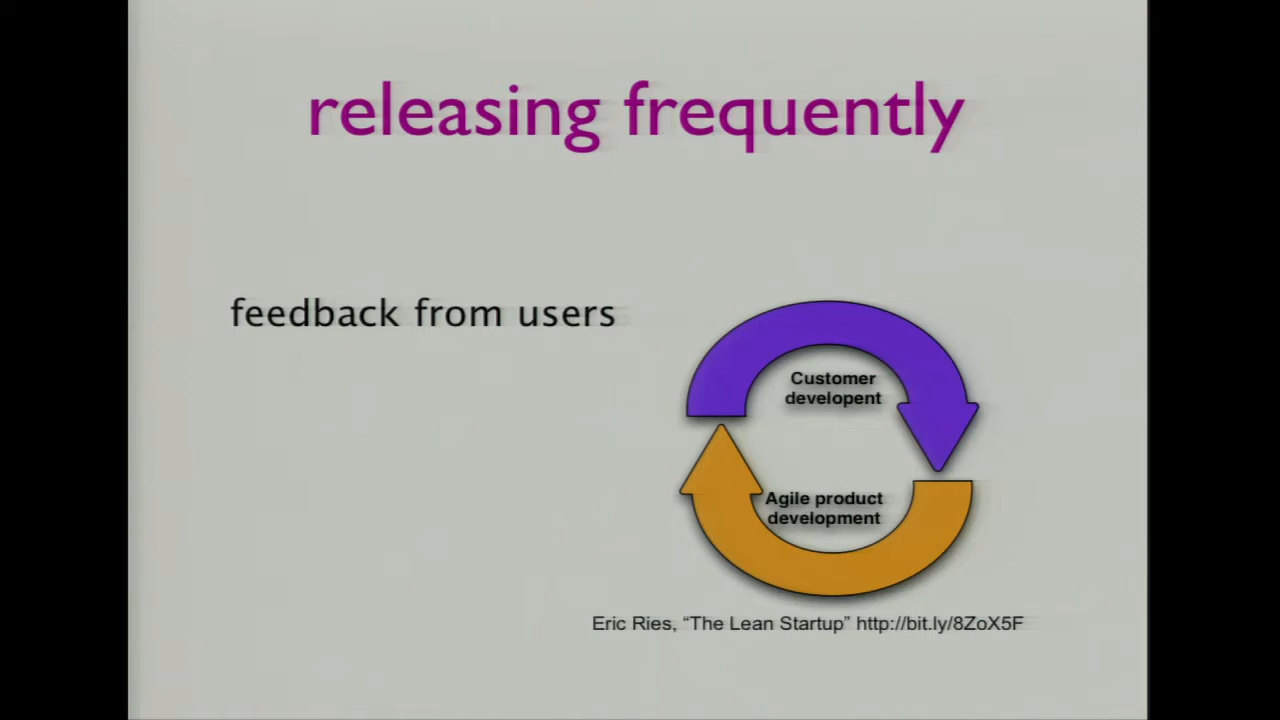 releasing frequently
feedback from users
Customer
developent
Agile product
development
Eric Ries, “The Lean Startup” http://bit.ly/8ZoX5F